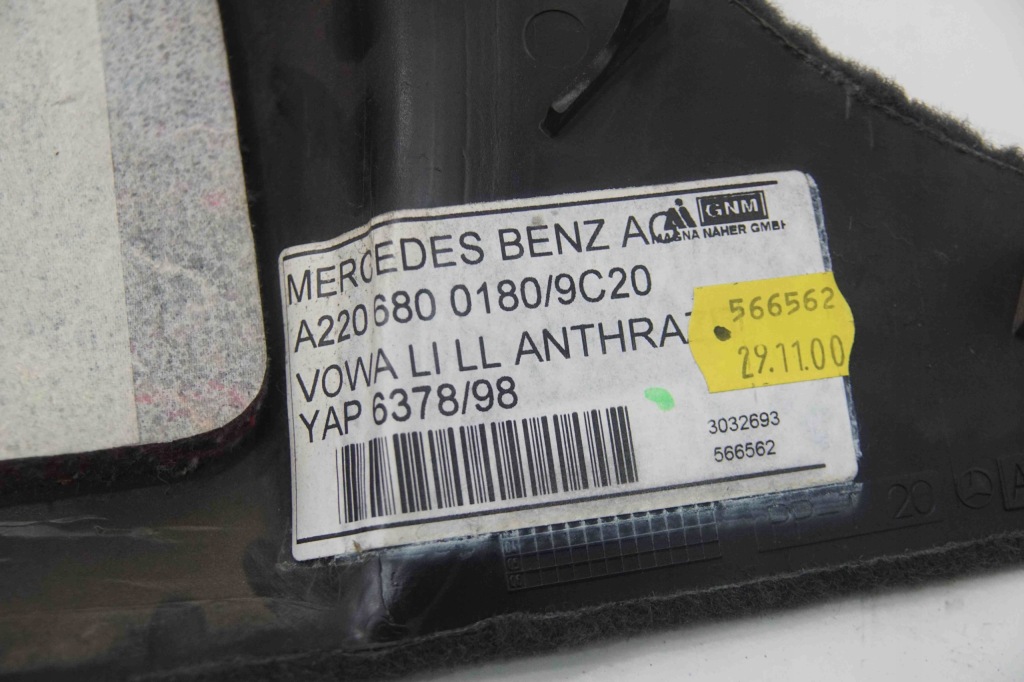 MERCEDES BENZ AG
GNM
MAGNA NAHER GMBH
A220 680 0180/9C20
VOWA LI LL ANTHRAZ
YAP 6378/98
566562
29.11.00
3032693
566562
20